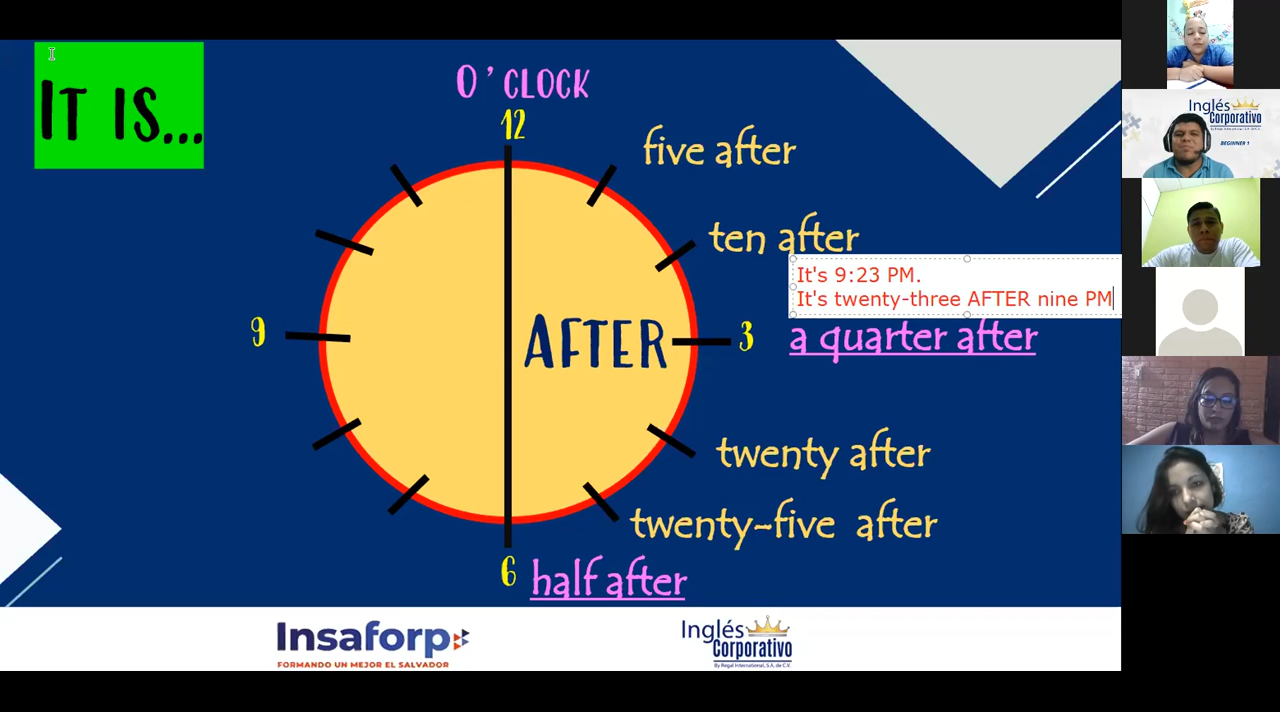 IT IS...
O'CLOCK
12
five after
ten after
It's 9:23 PM.
It's twenty-three AFTER nine PM
9
AFTER
3
a quarter after
twenty after
twenty-five after
6
half after
Insaforp
FORMANDO UN MEJOR EL SALVADOR
Inglés
Corporativo
By Regal International, S.A. de C.V.
Inglés
Corporativo
BEGINNER 1